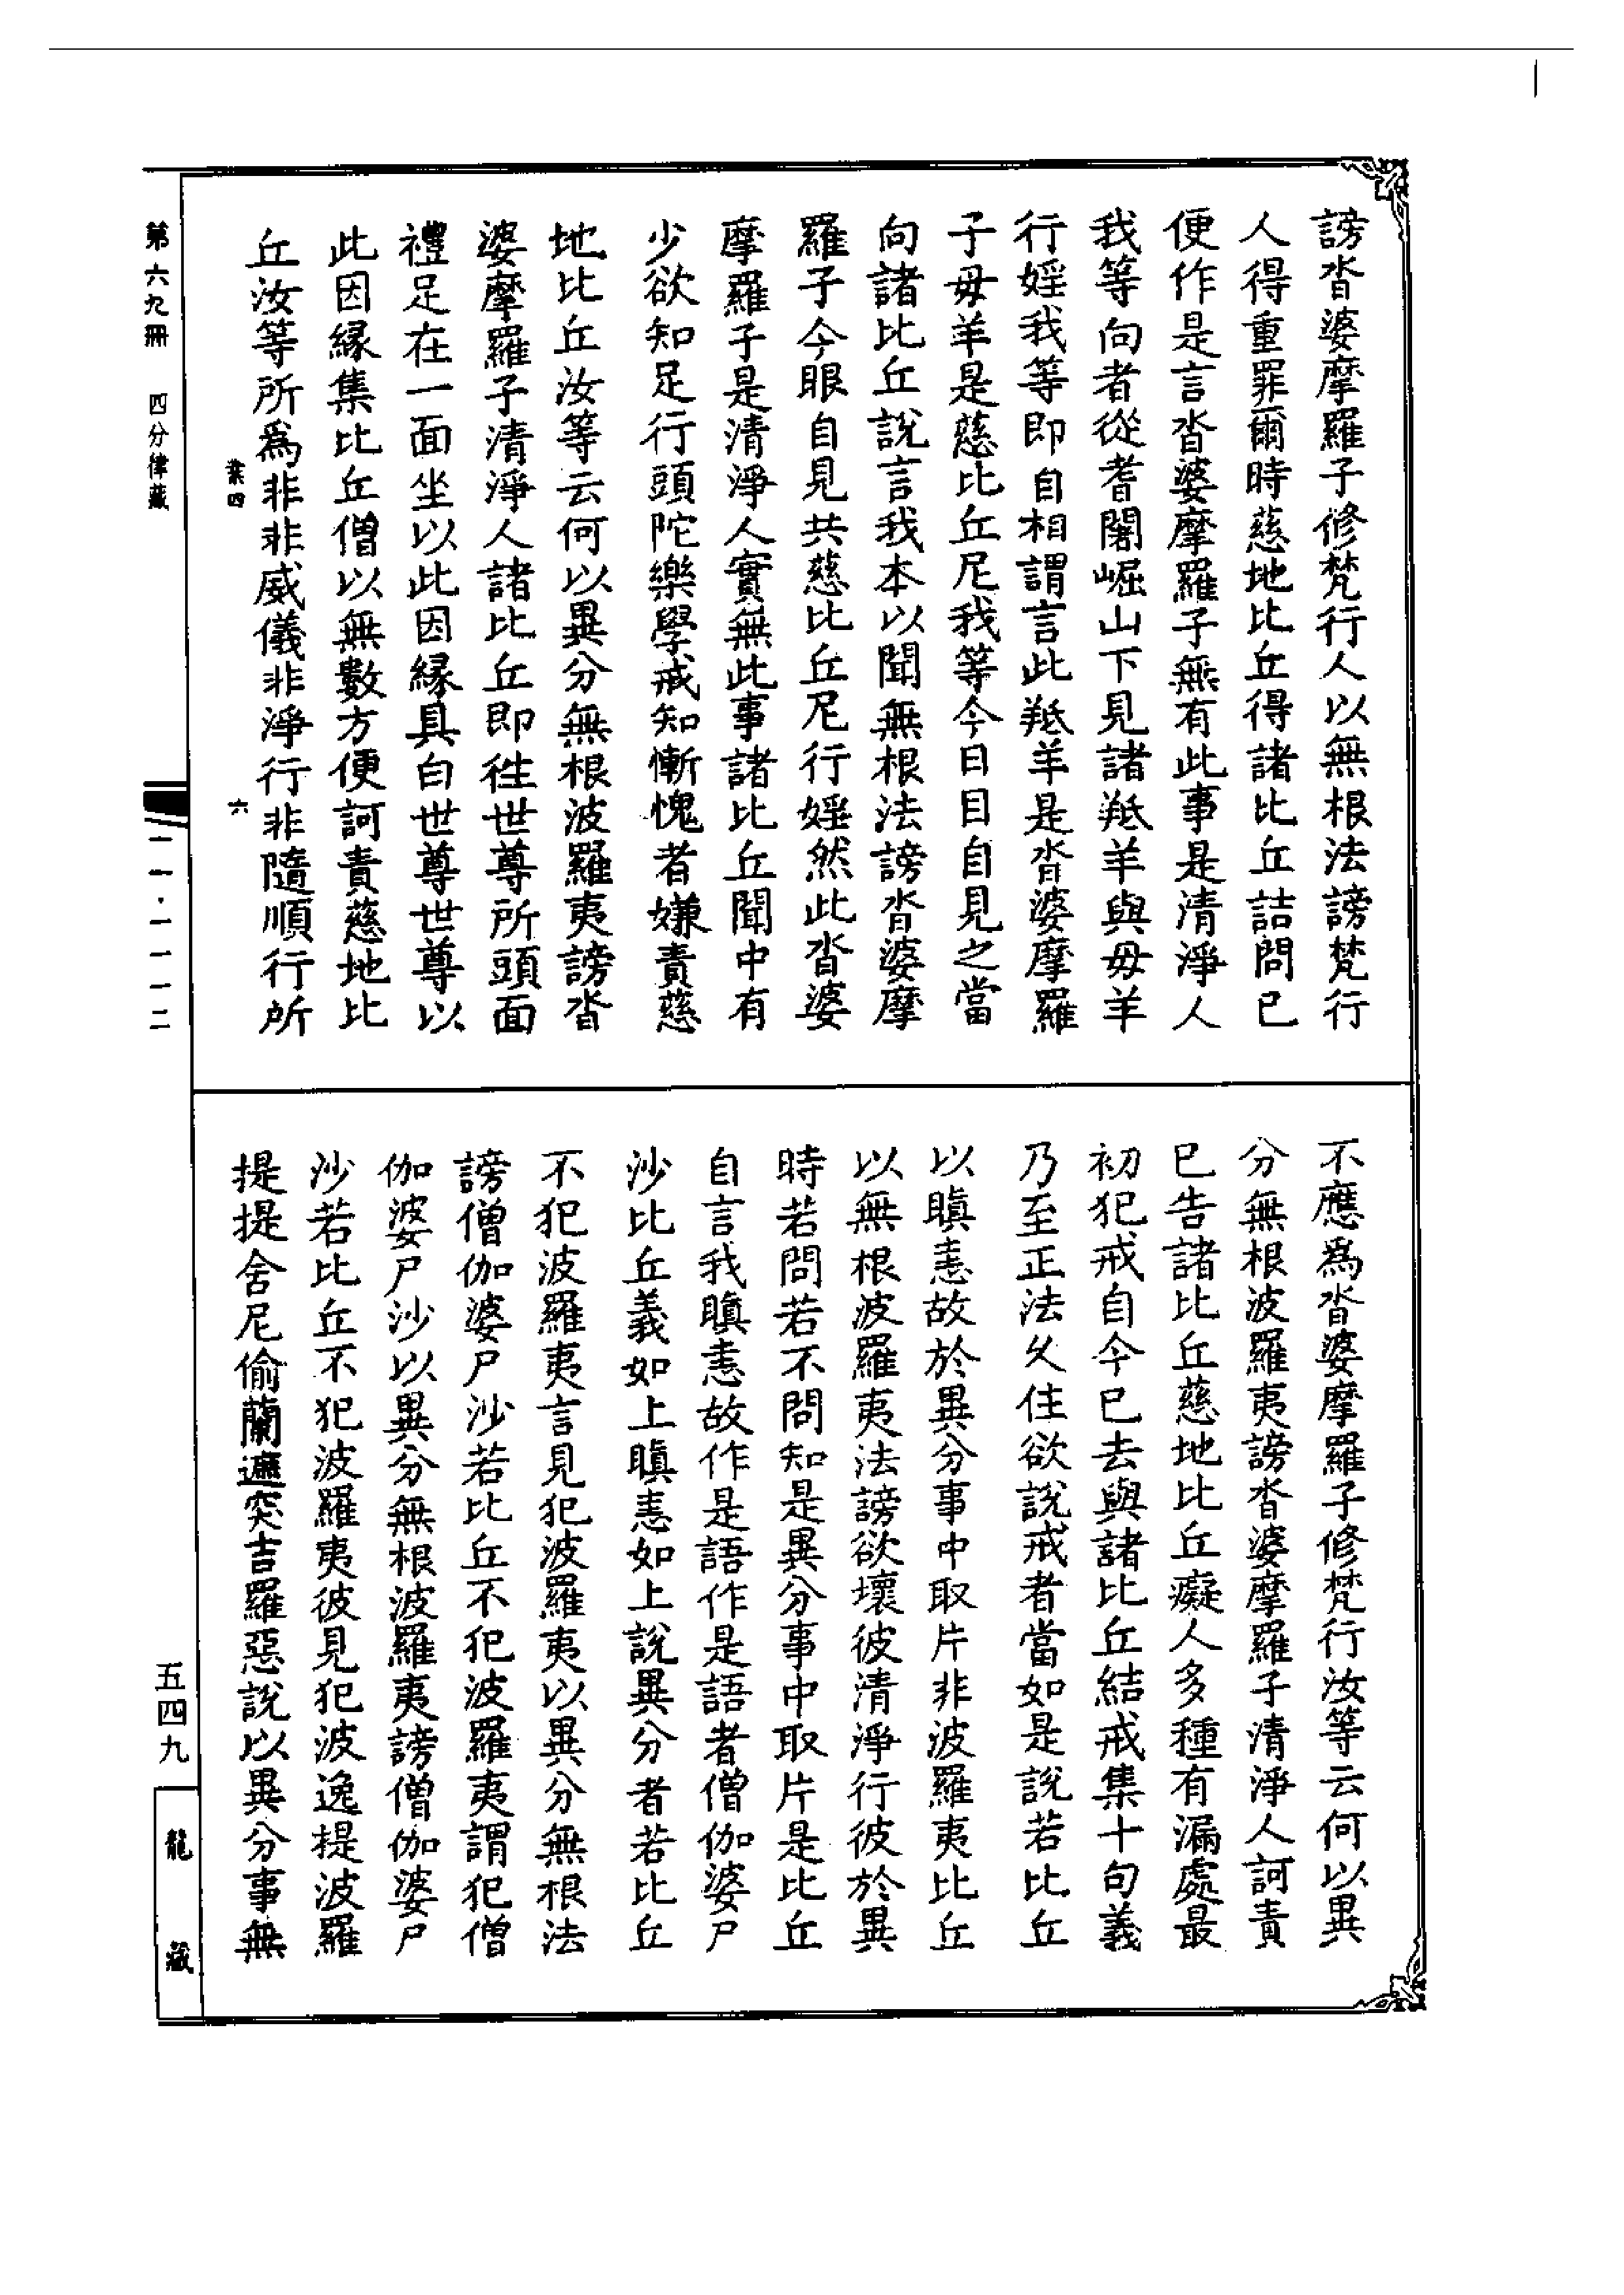 謗沓婆摩羅子修梵行人以無根法謗梵行
人得重罪爾時慈地比丘得諸比丘詰問已
便作是言沓婆摩羅子無有此事是清淨人
我等向者從耆闍崛山下見諸羝羊與母羊
行婬我等即自相謂言此羝羊是沓婆摩羅
子母羊是慈比丘尼我等今日目自見之當
向諸比丘說言我本以聞無根法謗沓婆摩
羅子今眼自見共慈比丘尼行婬然此沓婆
摩羅子是清淨人實無此事諸比丘聞中有
少欲知足行頭陀樂學戒知慚愧者嫌責慈
地比丘汝等云何以異分無根波羅夷謗沓
婆摩羅子清淨人諸比丘即往世尊所頭面
禮足在一面坐以此因緣具白世尊世尊以
此因緣集比丘僧以無數方便訶責慈地比
丘汝等所為非非威儀非淨行非隨順行所
不應為沓婆摩羅子修梵行汝等云何以異
分無根波羅夷謗沓婆摩羅子清淨人訶責
已告諸比丘慈地比丘癡人多種有漏處最
初犯戒自今已去與諸比丘結戒集十句義
乃至正法久住欲說戒者當如是說若比丘
以瞋恚故於異分事中取片非波羅夷比丘
以無根波羅夷法謗欲壞彼清淨行彼於異
時若問若不問知是異分事中取片是比丘
自言我瞋恚故作是語作是語者僧伽婆尸
沙比丘義如上瞋恚如上說異分者若比丘
不犯波羅夷言見犯波羅夷以異分無根法
謗僧伽婆尸沙若比丘不犯波羅夷謂犯僧
伽婆尸沙以異分無根波羅夷謗僧伽婆尸
沙若比丘不犯波羅夷彼見犯波逸提波羅
提提舍尼偷蘭遮突吉羅惡說以異分事無
第六九冊 四分律藏
業四 六
一一·一一一二
五四九
龍藏